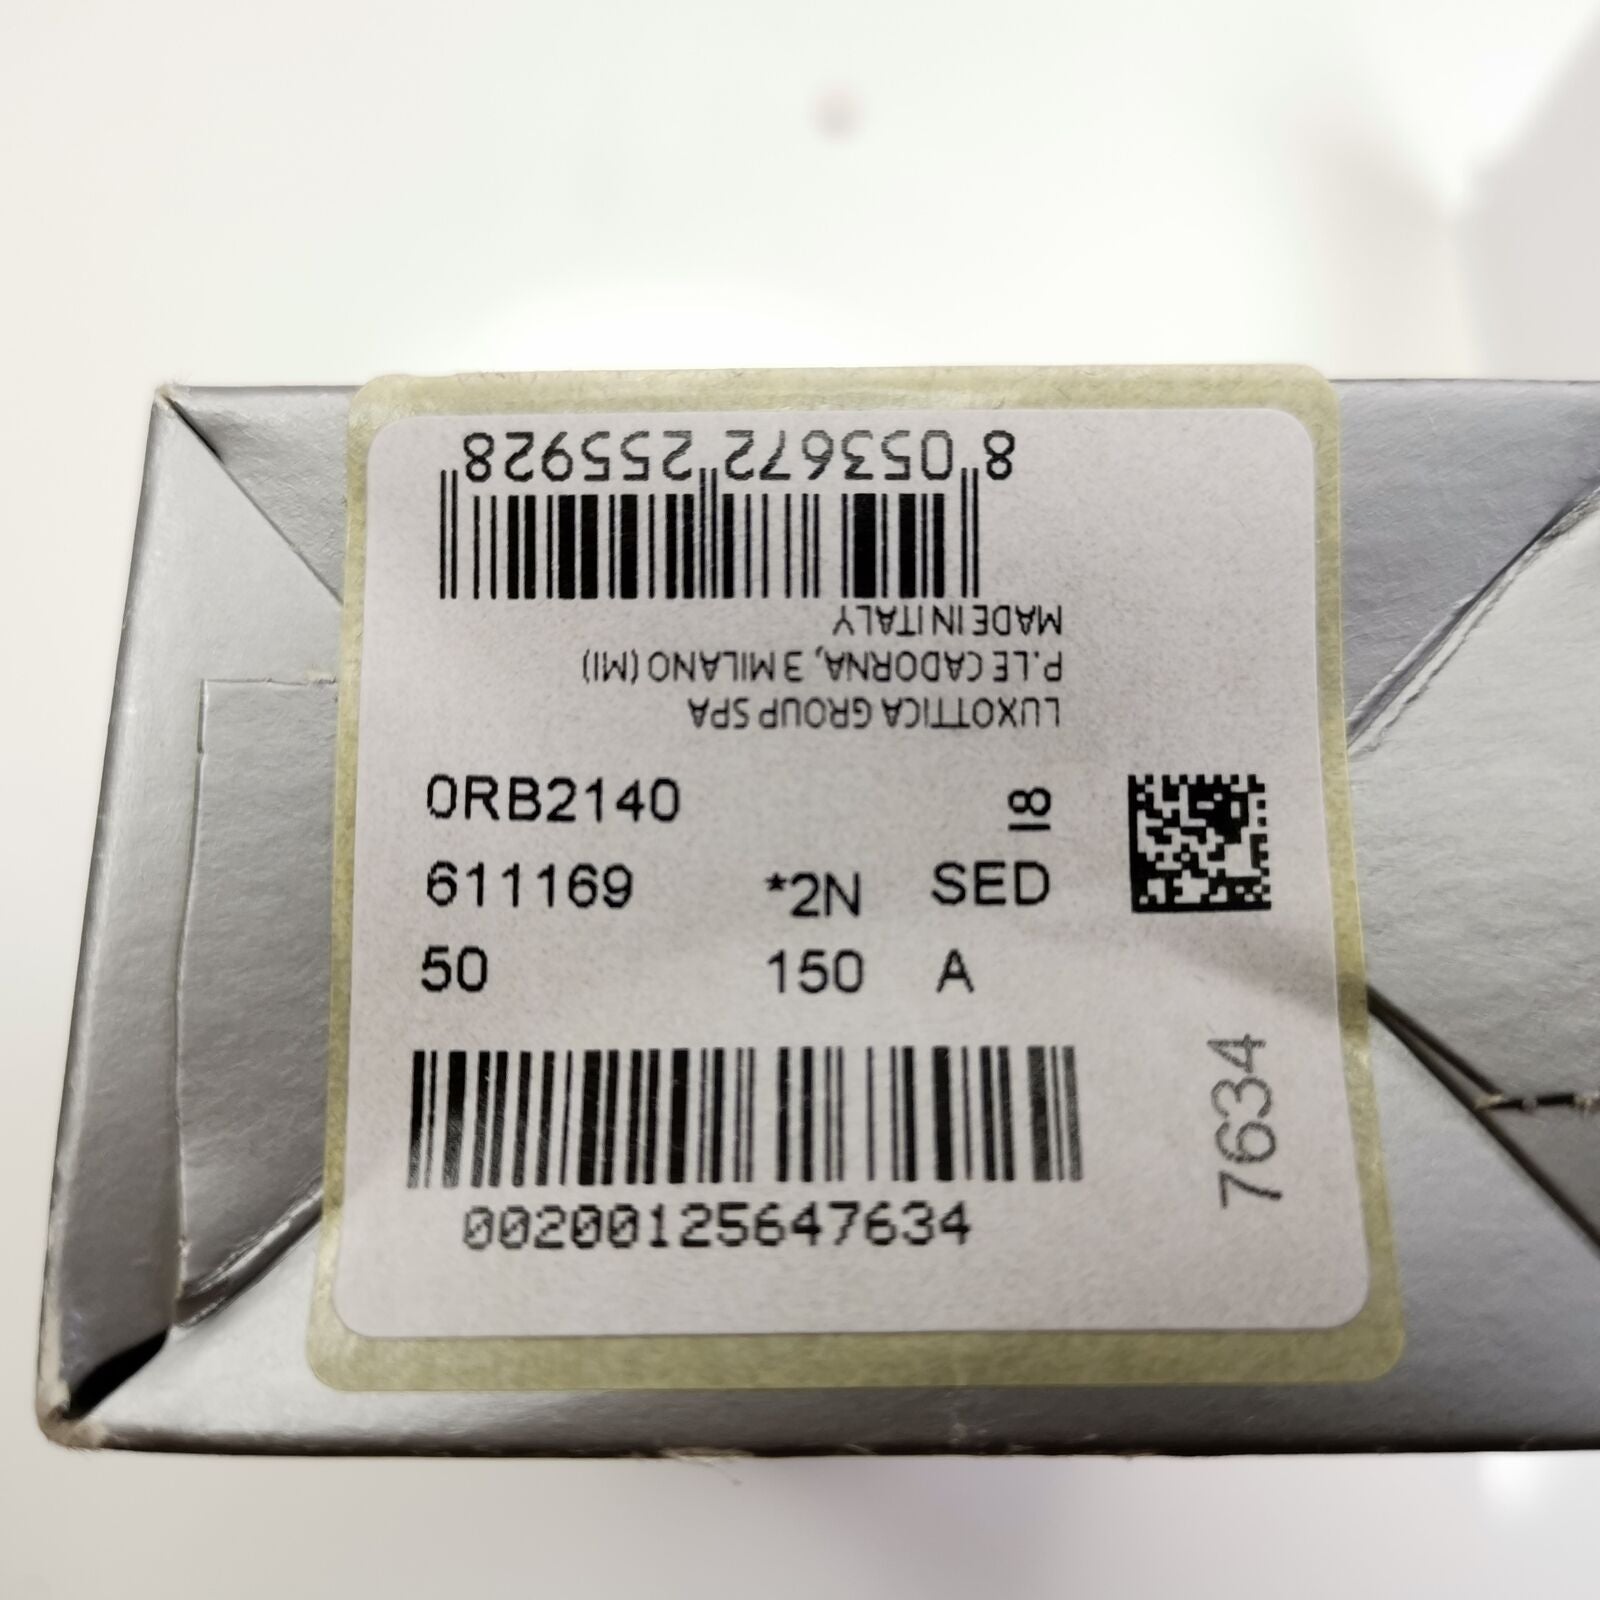 LUXOTTICA GROUP SPA
P.LE CADORNA, 3 MILANO (MI)
MADE IN ITALY
8 053672 255928
0RB2140
611169 *2N SED
50 150 A
00200125647634
7634